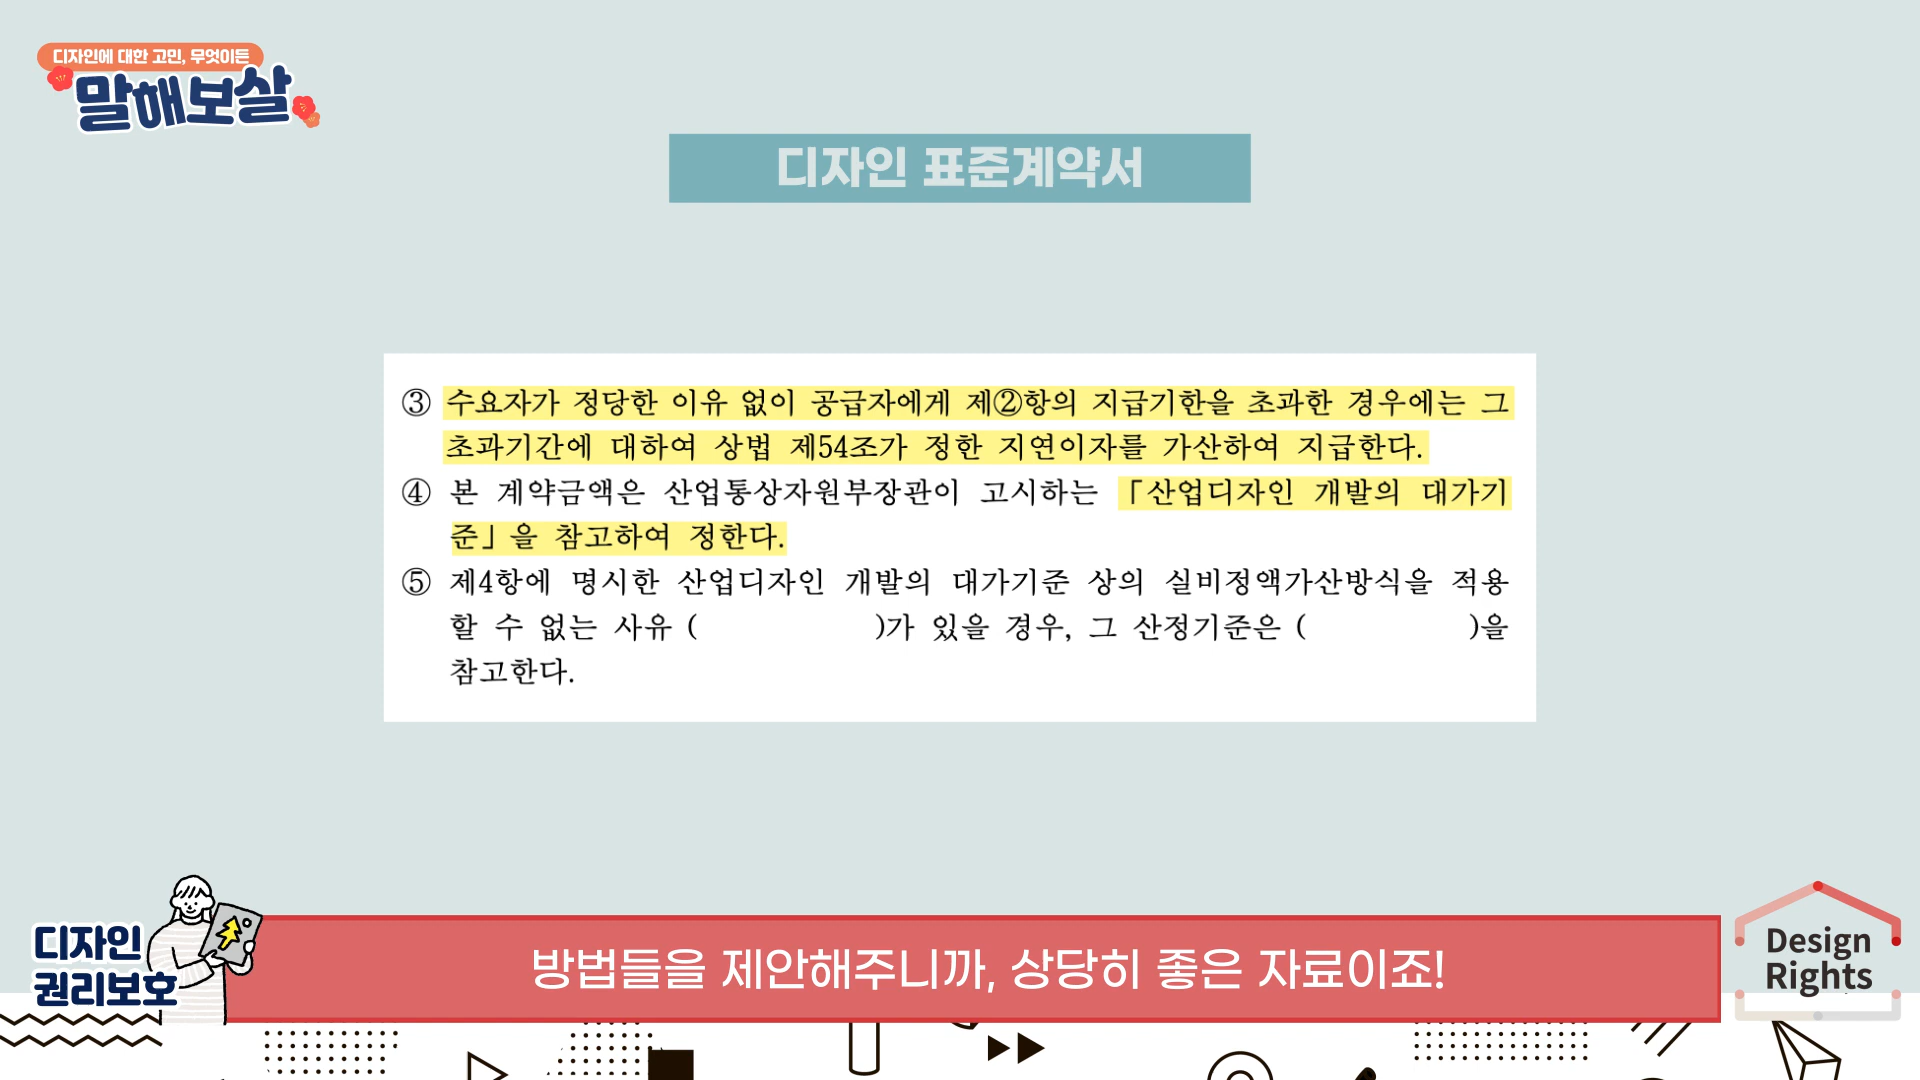 디자인에 대한 고민, 무엇이든
말해보살
디자인 표준계약서
③ 수요자가 정당한 이유 없이 공급자에게 제②항의 지급기한을 초과한 경우에는 그
초과기간에 대하여 상법 제54조가 정한 지연이자를 가산하여 지급한다.
④ 본 계약금액은 산업통상자원부장관이 고시하는 「산업디자인 개발의 대가기
준」을 참고하여 정한다.
⑤ 제4항에 명시한 산업디자인 개발의 대가기준 상의 실비정액가산방식을 적용
할 수 없는 사유 (                )가 있을 경우, 그 산정기준은 (                )을
참고한다.
디자인
권리보호
방법들을 제안해주니까, 상당히 좋은 자료이죠!
Design
Rights